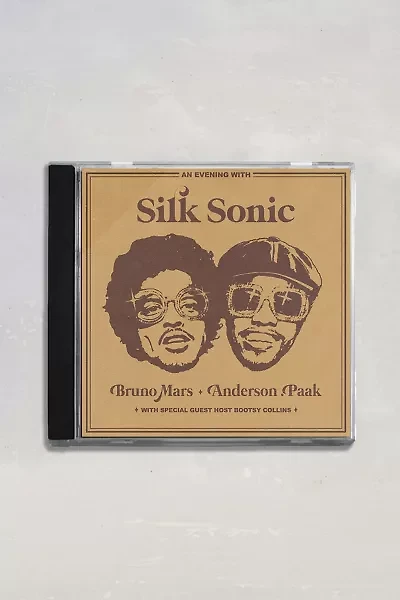 AN EVENING WITH
Silk Sonic
Bruno Mars + Anderson .Paak
+ WITH SPECIAL GUEST HOST BOOTSY COLLINS +